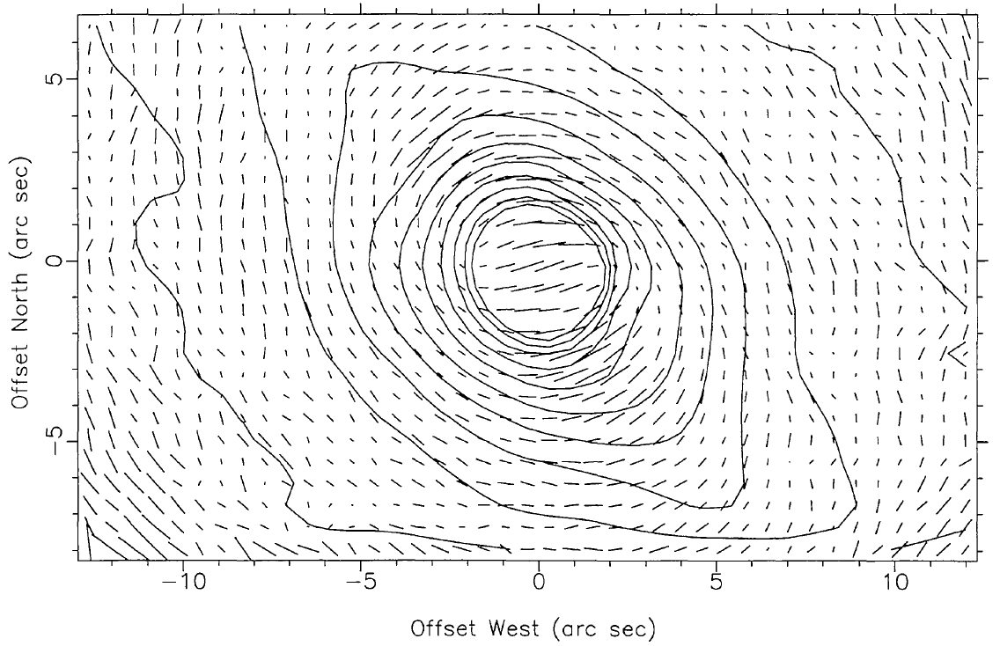 5
0
−5
Offset North (arc sec)
−10 −5 0 5 10
Offset West (arc sec)